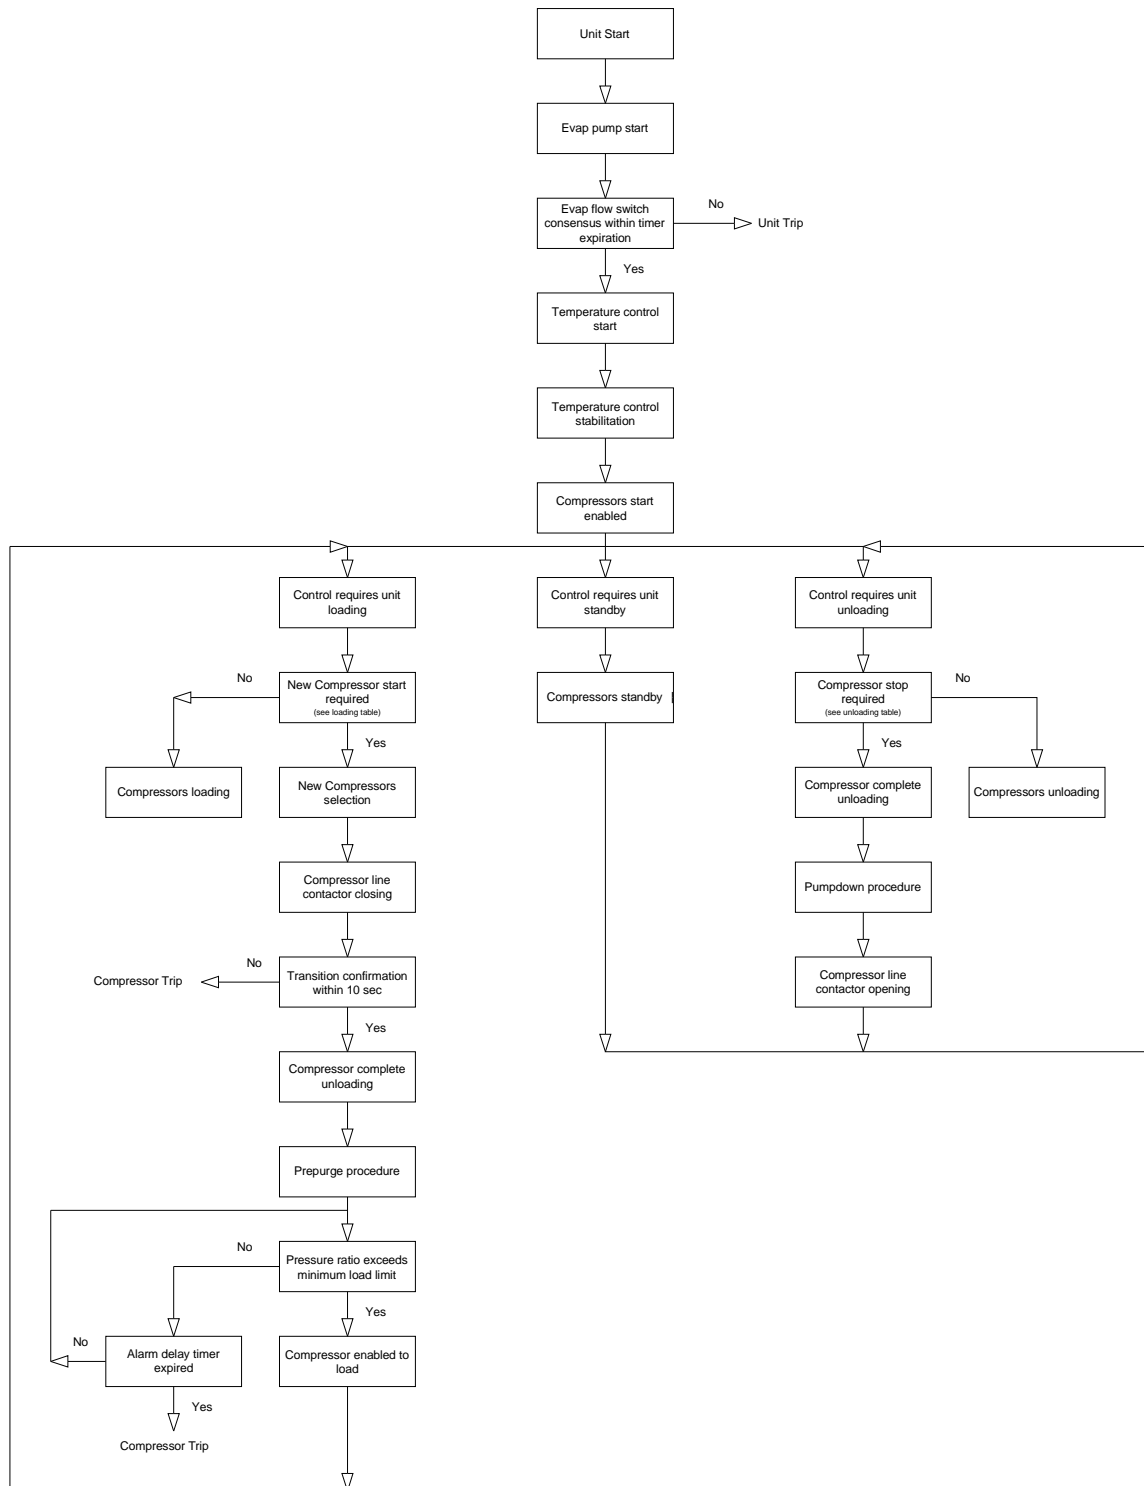 Unit Start
Evap pump start
Evap flow switch
consensus within timer
expiration
No
Unit Trip
Yes
Temperature control
start
Temperature control
stabilitation
Compressors start
enabled
Control requires unit
loading
Control requires unit
standby
Control requires unit
unloading
No
New Compressor start
required
(see loading table)
Compressors standby
Compressor stop
required
(see unloading table)
No
Yes
Yes
Compressors loading
New Compressors
selection
Compressor complete
unloading
Compressors unloading
Compressor line
contactor closing
Pumpdown procedure
Compressor Trip
No
Transition confirmation
within 10 sec
Compressor line
contactor opening
Yes
Compressor complete
unloading
Prepurge procedure
No
Pressure ratio exceeds
minimum load limit
Yes
No
Alarm delay timer
expired
Compressor enabled to
load
Yes
Compressor Trip